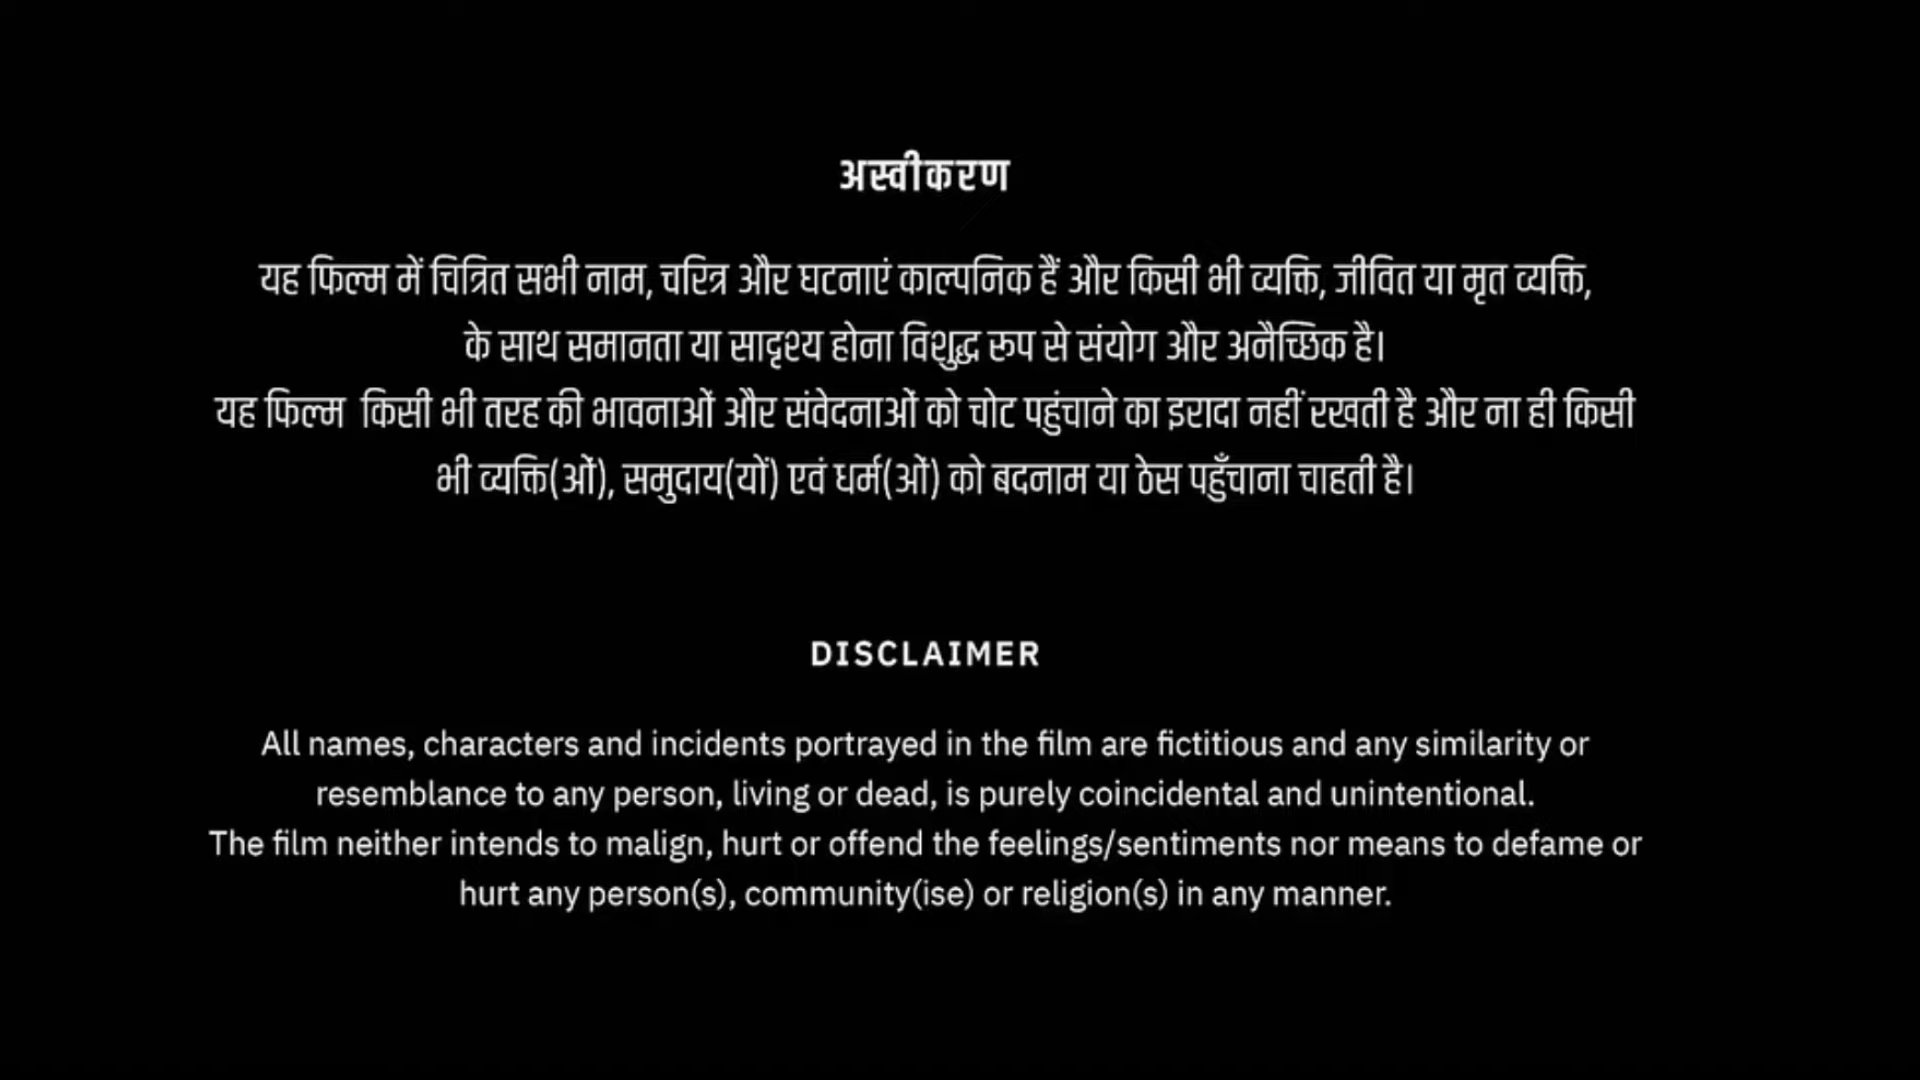 अस्वीकरण
यह फिल्म में चित्रित सभी नाम, चरित्र और घटनाएं काल्पनिक हैं और किसी भी व्यक्ति, जीवित या मृत व्यक्ति,
के साथ समानता या सादृश्य होना विशुद्ध रूप से संयोग और अनैच्छिक है।
यह फिल्म किसी भी तरह की भावनाओं और संवेदनाओं को चोट पहुंचाने का इरादा नहीं रखती है और ना ही किसी
भी व्यक्ति(ओं), समुदाय(यों) एवं धर्म(ओं) को बदनाम या ठेस पहुँचाना चाहती है।
DISCLAIMER
All names, characters and incidents portrayed in the film are fictitious and any similarity or
resemblance to any person, living or dead, is purely coincidental and unintentional.
The film neither intends to malign, hurt or offend the feelings/sentiments nor means to defame or
hurt any person(s), community(ise) or religion(s) in any manner.